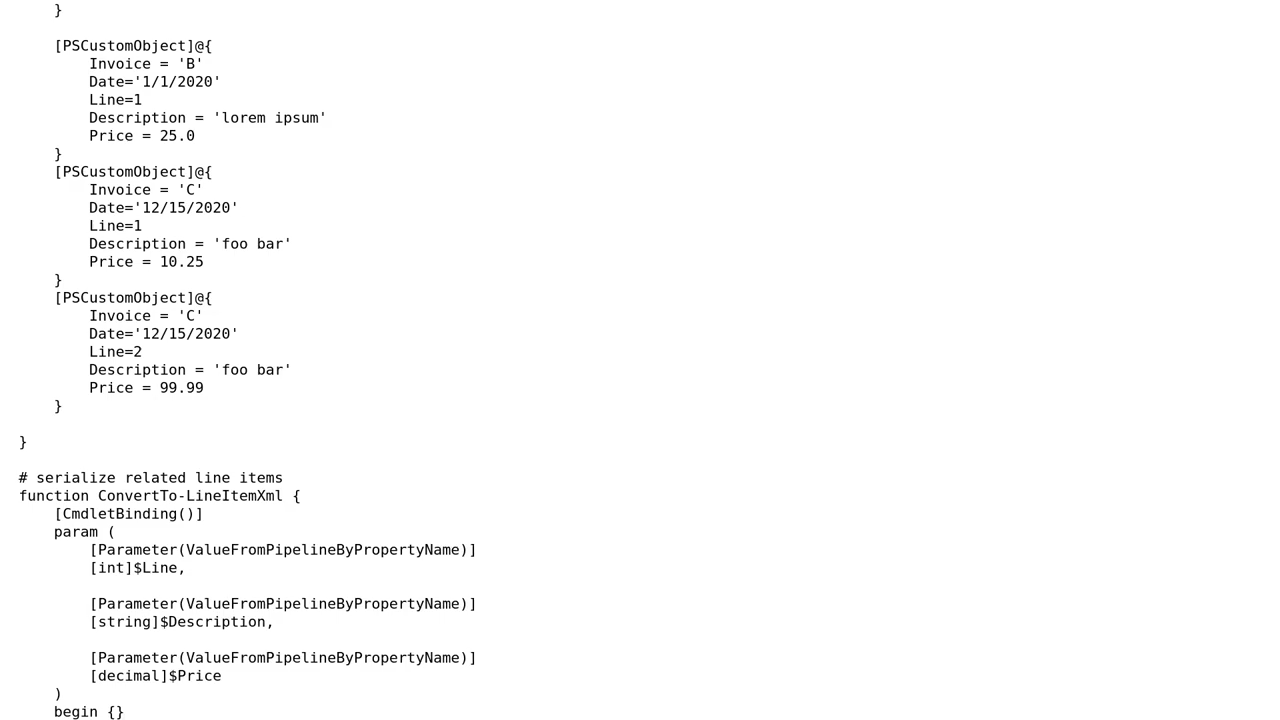 }

    [PSCustomObject]@{
        Invoice = 'B'
        Date='1/1/2020'
        Line=1
        Description = 'lorem ipsum'
        Price = 25.0
    }
    [PSCustomObject]@{
        Invoice = 'C'
        Date='12/15/2020'
        Line=1
        Description = 'foo bar'
        Price = 10.25
    }
    [PSCustomObject]@{
        Invoice = 'C'
        Date='12/15/2020'
        Line=2
        Description = 'foo bar'
        Price = 99.99
    }

}

# serialize related line items
function ConvertTo-LineItemXml {
    [CmdletBinding()]
    param (
        [Parameter(ValueFromPipelineByPropertyName)]
        [int]$Line,

        [Parameter(ValueFromPipelineByPropertyName)]
        [string]$Description,

        [Parameter(ValueFromPipelineByPropertyName)]
        [decimal]$Price
    )
    begin {}